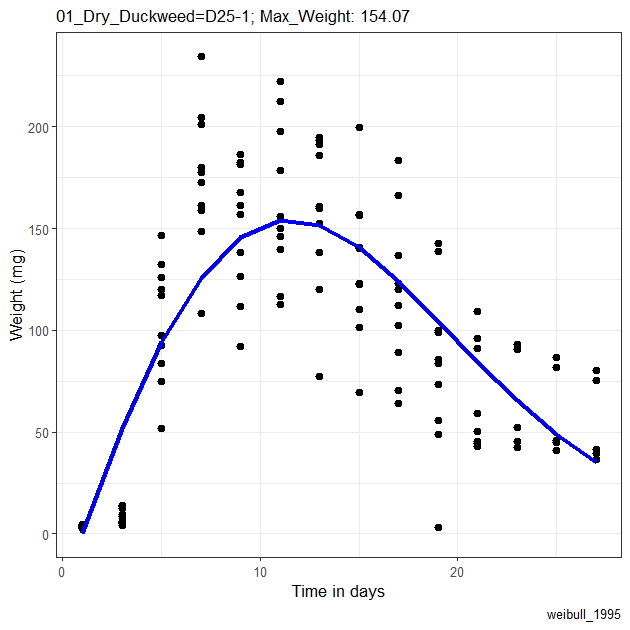 01_Dry_Duckweed=D25-1; Max_Weight: 154.07
200
150
100
50
0
Weight (mg)
0 10 20
Time in days
weibull_1995